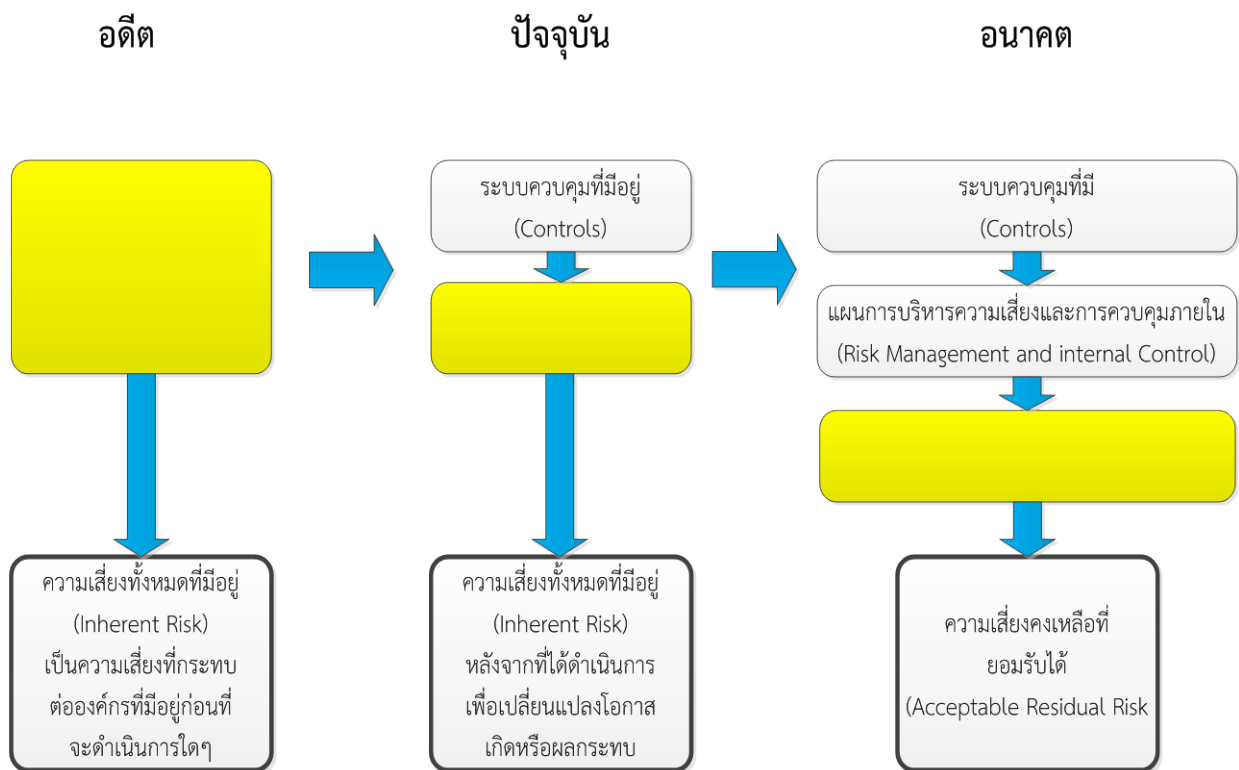 อดีต
ปัจจุบัน
อนาคต
ระบบควบคุมที่มีอยู่
(Controls)
ระบบควบคุมที่มี
(Controls)
แผนการบริหารความเสี่ยงและการควบคุมภายใน
(Risk Management and internal Control)
ความเสี่ยงทั้งหมดที่มีอยู่
(Inherent Risk)
เป็นความเสี่ยงที่กระทบ
ต่อองค์กรที่มีอยู่ก่อนที่
จะดำเนินการใดๆ
ความเสี่ยงทั้งหมดที่มีอยู่
(Inherent Risk)
หลังจากที่ได้ดำเนินการ
เพื่อเปลี่ยนแปลงโอกาส
เกิดหรือผลกระทบ
ความเสี่ยงคงเหลือที่
ยอมรับได้
(Acceptable Residual Risk